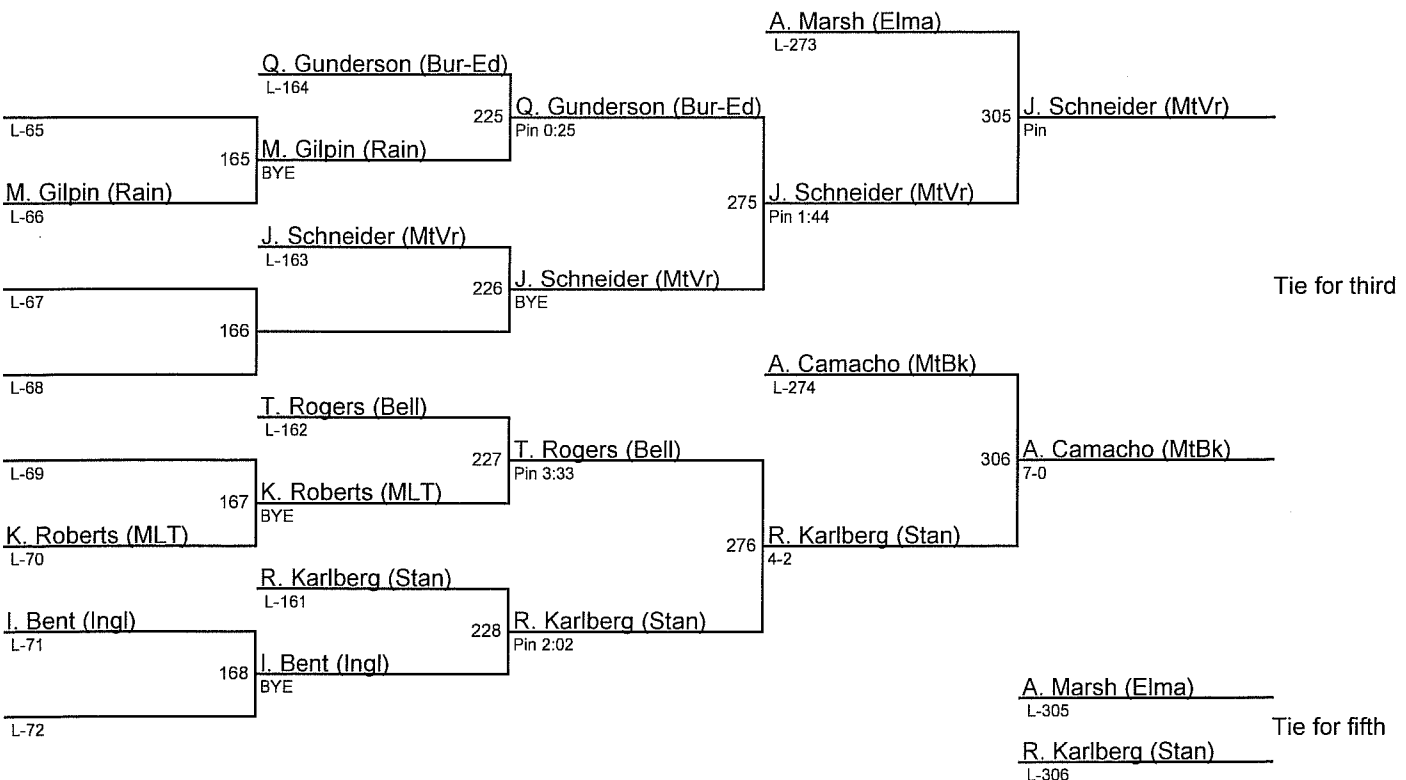 A. Marsh (Elma)
L-273
Q. Gunderson (Bur-Ed)
L-164
225
Q. Gunderson (Bur-Ed)
Pin 0:25
305
J. Schneider (MtVr)
Pin
L-65
165
M. Gilpin (Rain)
BYE
M. Gilpin (Rain)
L-66
275
J. Schneider (MtVr)
Pin 1:44
J. Schneider (MtVr)
L-163
226
J. Schneider (MtVr)
BYE
L-67
Tie for third
166
L-68
A. Camacho (MtBk)
L-274
T. Rogers (Bell)
L-162
227
T. Rogers (Bell)
Pin 3:33
306
A. Camacho (MtBk)
7-0
L-69
167
K. Roberts (MLT)
BYE
K. Roberts (MLT)
L-70
276
R. Karlberg (Stan)
4-2
R. Karlberg (Stan)
L-161
I. Bent (Ingl)
L-71
228
R. Karlberg (Stan)
Pin 2:02
168
I. Bent (Ingl)
BYE
L-72
A. Marsh (Elma)
L-305
Tie for fifth
R. Karlberg (Stan)
L-306